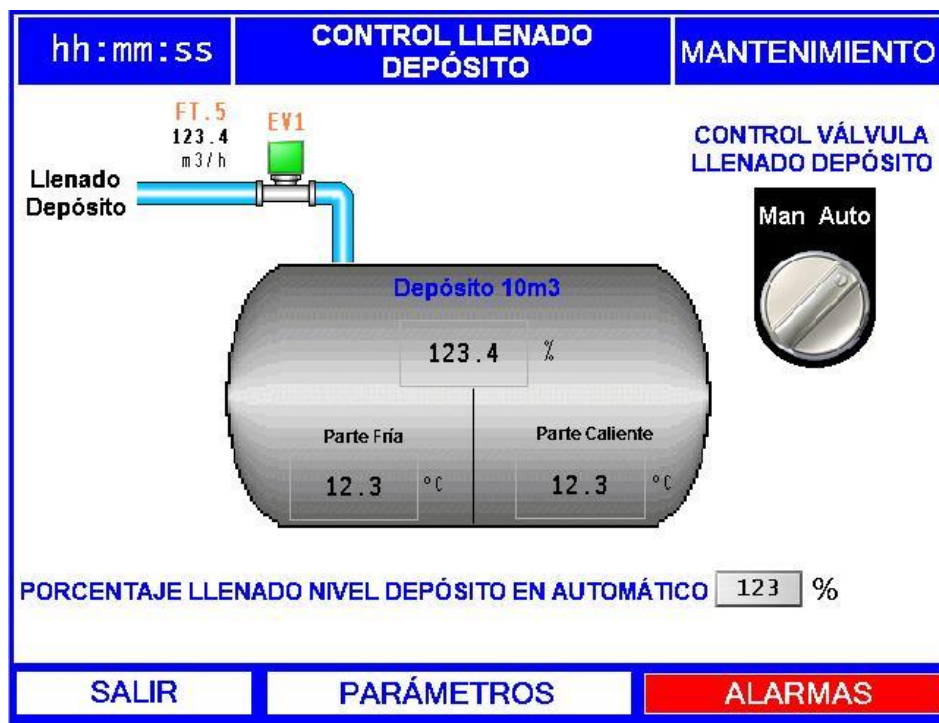 hh:mm:ss
CONTROL LLENADO
DEPÓSITO
MANTENIMIENTO
FT.5
123.4
m3/h
EV1
Llenado
Depósito
CONTROL VÁLVULA
LLENADO DEPÓSITO
Man Auto
Depósito 10m3
123.4 %
Parte Fría
Parte Caliente
12.3 °C
12.3 °C
PORCENTAJE LLENADO NIVEL DEPÓSITO EN AUTOMÁTICO 123 %
SALIR
PARÁMETROS
ALARMAS